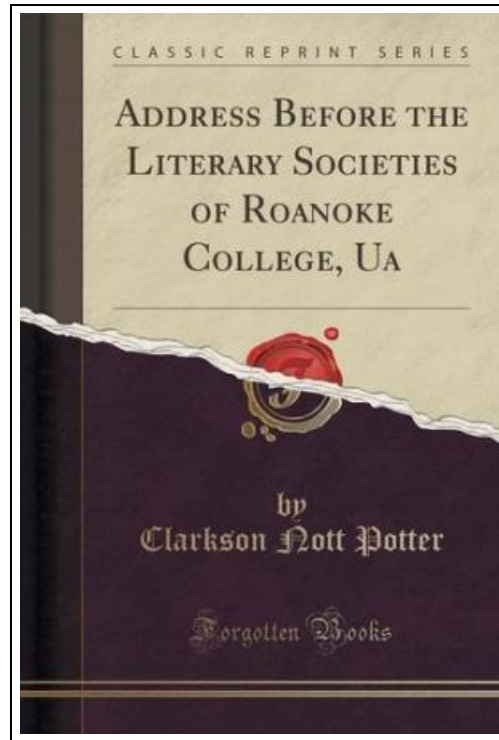 CLASSIC REPRINT SERIES
ADDRESS BEFORE THE
LITERARY SOCIETIES
OF ROANOKE
COLLEGE, UA
F
by
Clarkson Nott Potter
Forgotten Books